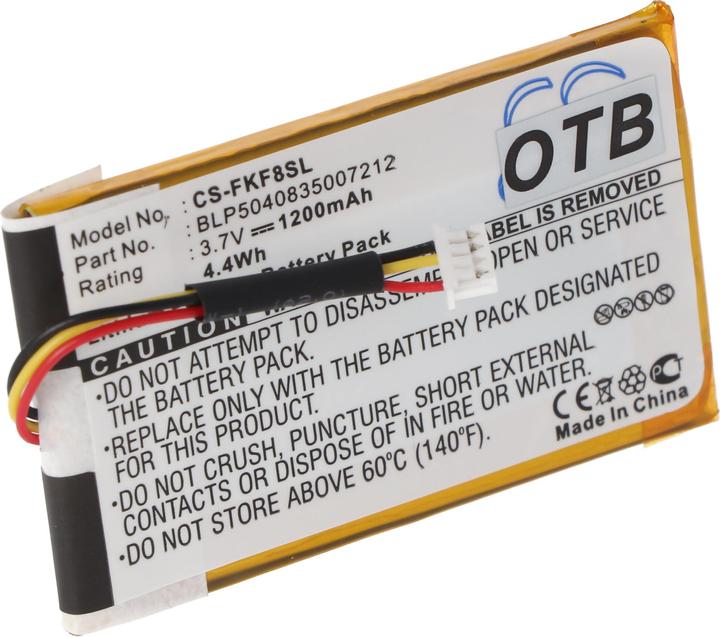 OTB
Model No. : CS-FKF8SL
Part No. : BLP5040835007212
Rating : 3.7V 1200mAh
4.4Wh
Battery Pack
LABEL IS REMOVED
CAUTION DO NOT ATTEMPT TO DISASSEMBLE, OPEN OR SERVICE
THE BATTERY PACK.
•REPLACE ONLY WITH THE BATTERY PACK DESIGNATED
•DO NOT CRUSH, PUNCTURE, SHORT EXTERNAL
CONTACTS OR DISPOSE OF IN FIRE OR WATER.
•DO NOT STORE ABOVE 60°C (140°F)
CE
Made In China